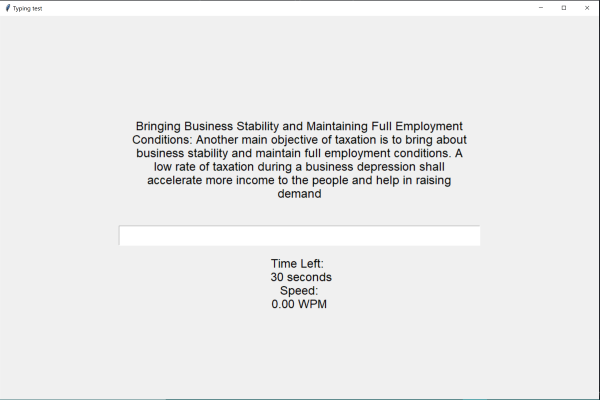 Typing test
Bringing Business Stability and Maintaining Full Employment
Conditions: Another main objective of taxation is to bring about
business stability and maintain full employment conditions. A
low rate of taxation during a business depression shall
accelerate more income to the people and help in raising
demand
Time Left:
30 seconds
Speed:
0.00 WPM